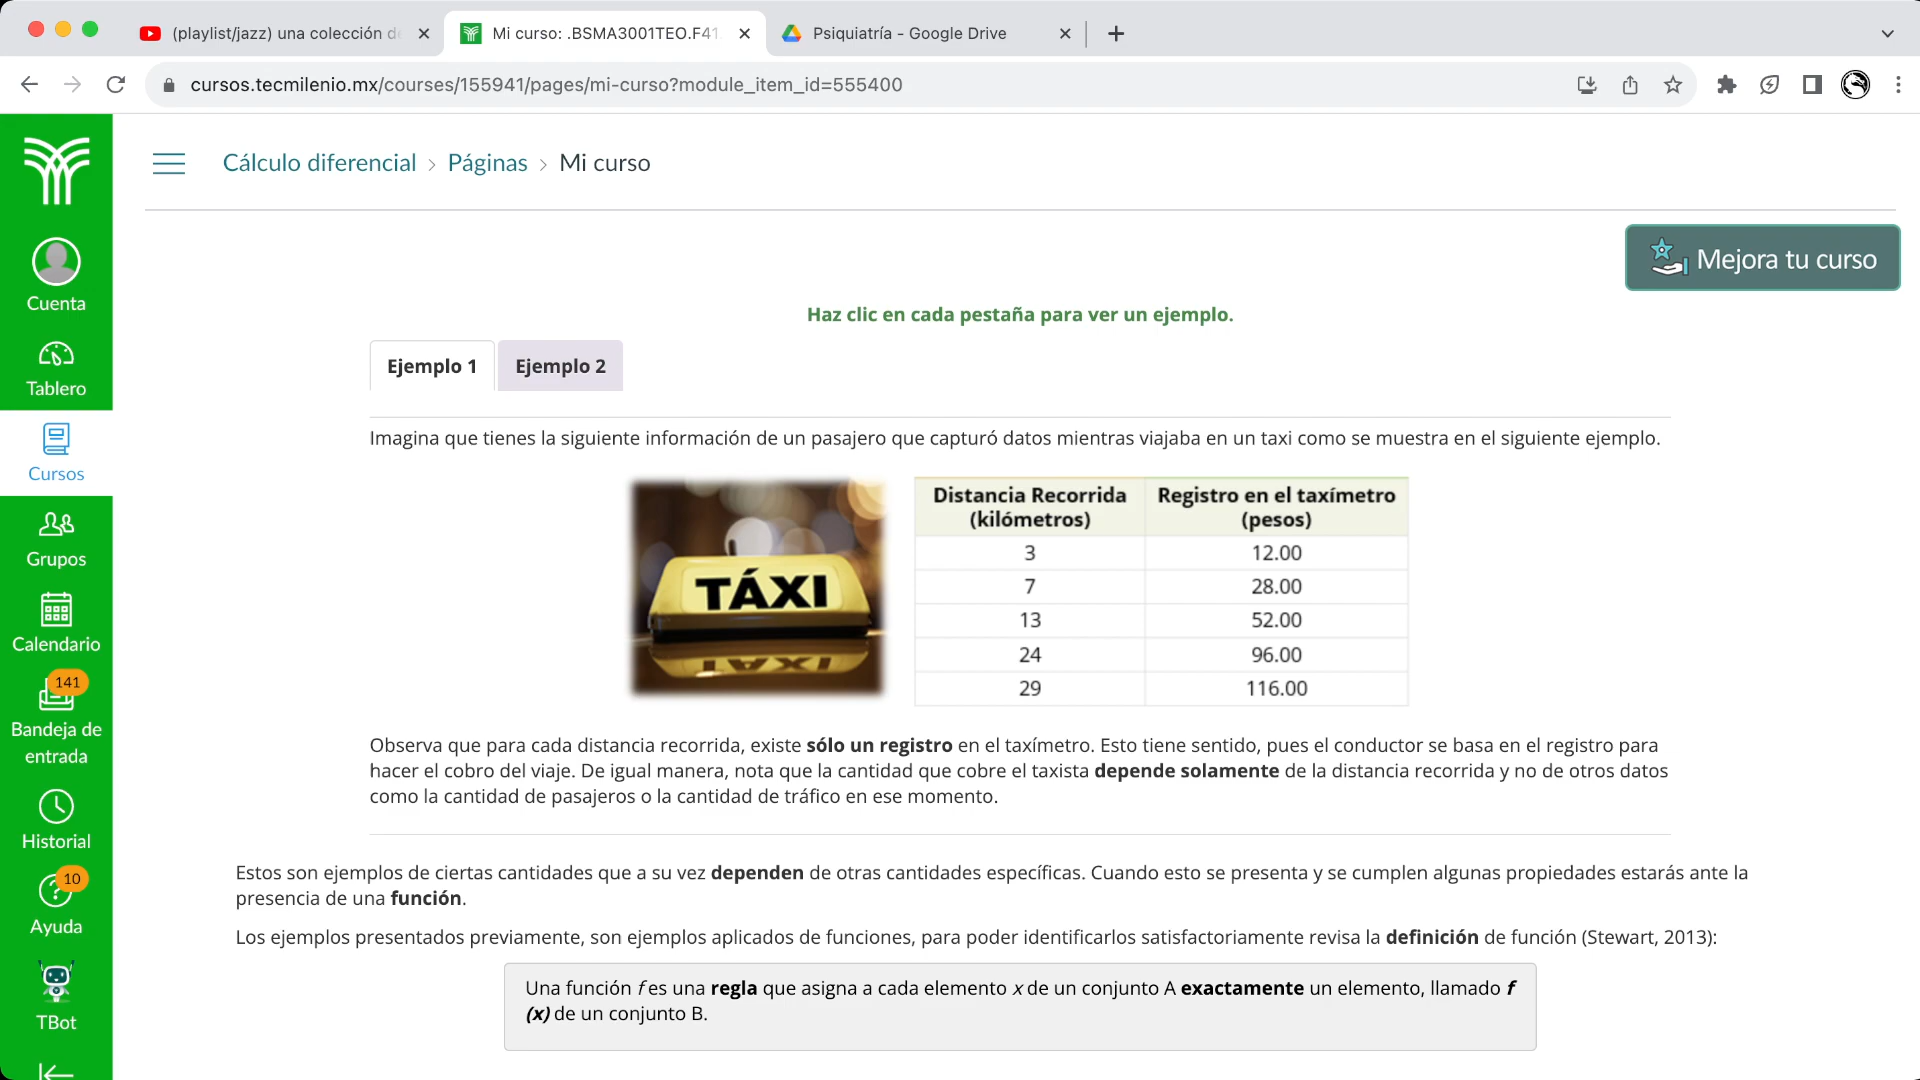 (playlist/jazz) una colección de
Mi curso: .BSMA3001TEO.F41.
Psiquiatría - Google Drive
cursos.tecmilenio.mx/courses/155941/pages/mi-curso?module_item_id=555400
Cálculo diferencial › Páginas › Mi curso
Mejora tu curso
Cuenta
Tablero
Cursos
Grupos
Calendario
141
Bandeja de
entrada
Historial
10
Ayuda
TBot
Haz clic en cada pestaña para ver un ejemplo.
Ejemplo 1
Ejemplo 2
Imagina que tienes la siguiente información de un pasajero que capturó datos mientras viajaba en un taxi como se muestra en el siguiente ejemplo.
TÁXI
Distancia Recorrida (kilómetros) Registro en el taxímetro (pesos)
3 12.00
7 28.00
13 52.00
24 96.00
29 116.00
Observa que para cada distancia recorrida, existe sólo un registro en el taxímetro. Esto tiene sentido, pues el conductor se basa en el registro para
hacer el cobro del viaje. De igual manera, nota que la cantidad que cobre el taxista depende solamente de la distancia recorrida y no de otros datos
como la cantidad de pasajeros o la cantidad de tráfico en ese momento.
Estos son ejemplos de ciertas cantidades que a su vez dependen de otras cantidades específicas. Cuando esto se presenta y se cumplen algunas propiedades estarás ante la
presencia de una función.
Los ejemplos presentados previamente, son ejemplos aplicados de funciones, para poder identificarlos satisfactoriamente revisa la definición de función (Stewart, 2013):
Una función f es una regla que asigna a cada elemento x de un conjunto A exactamente un elemento, llamado f
(x) de un conjunto B.